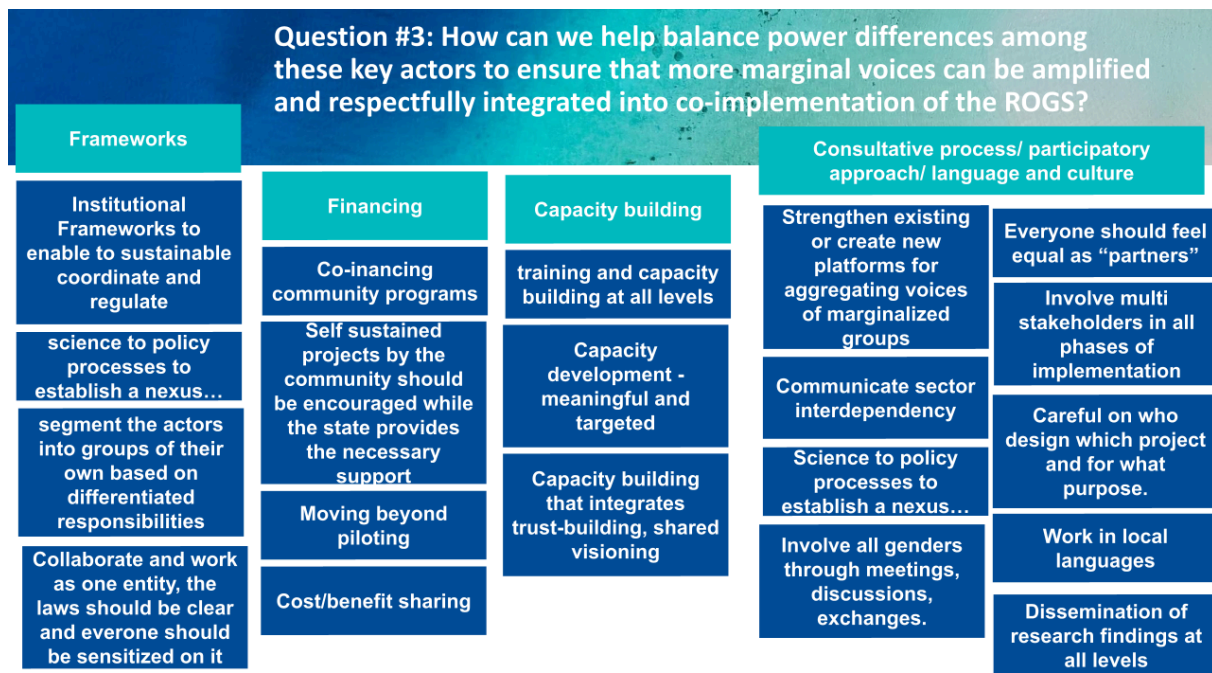 Question #3: How can we help balance power differences among
these key actors to ensure that more marginal voices can be amplified
and respectfully integrated into co-implementation of the ROGS?
Frameworks
Institutional
Frameworks to
enable to sustainable
coordinate and
regulate
science to policy
processes to
establish a nexus…
segment the actors
into groups of their
own based on
differentiated
responsibilities
Collaborate and work
as one entity, the
laws should be clear
and everone should
be sensitized on it
Financing
Co-inancing
community programs
Self sustained
projects by the
community should
be encouraged while
the state provides
the necessary
support
Moving beyond
piloting
Cost/benefit sharing
Capacity building
training and capacity
building at all levels
Capacity
development -
meaningful and
targeted
Capacity building
that integrates
trust-building, shared
visioning
Consultative process/ participatory
approach/ language and culture
Strengthen existing
or create new
platforms for
aggregating voices
of marginalized
groups
Communicate sector
interdependency
Science to policy
processes to
establish a nexus…
Involve all genders
through meetings,
discussions,
exchanges.
Everyone should feel
equal as “partners”
Involve multi
stakeholders in all
phases of
implementation
Careful on who
design which project
and for what
purpose.
Work in local
languages
Dissemination of
research findings at
all levels